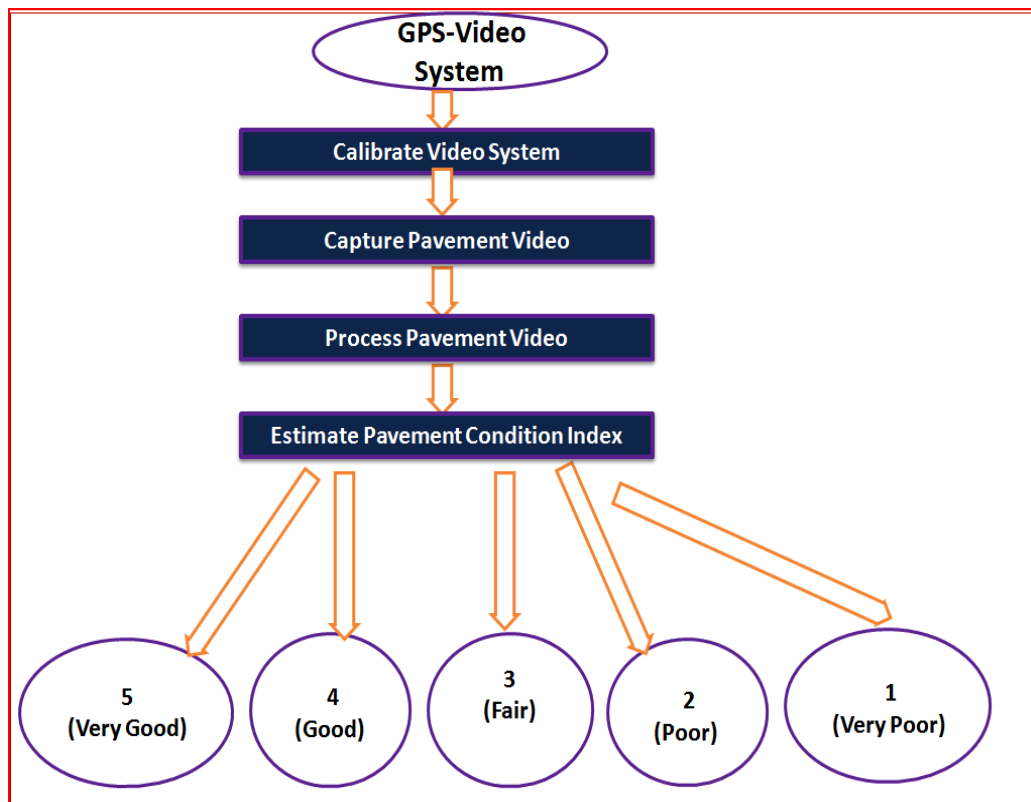 GPS-Video
System
Calibrate Video System
Capture Pavement Video
Process Pavement Video
Estimate Pavement Condition Index
5
(Very Good)
4
(Good)
3
(Fair)
2
(Poor)
1
(Very Poor)